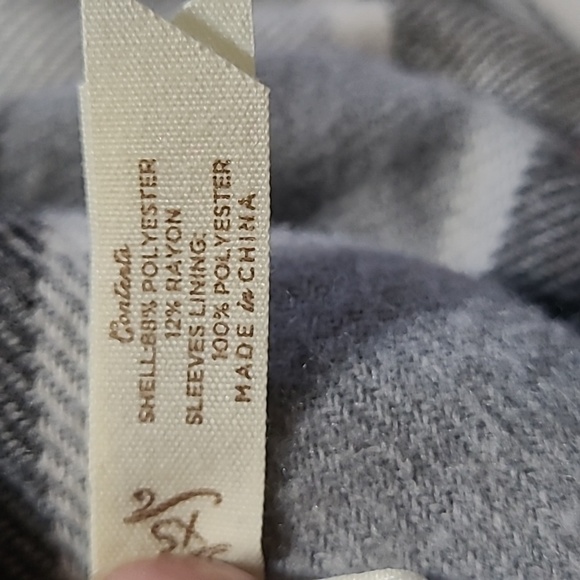 Contents
SHELL:88% POLYESTER
12% RAYON
SLEEVES LINING:
100% POLYESTER
MADE in CHINA